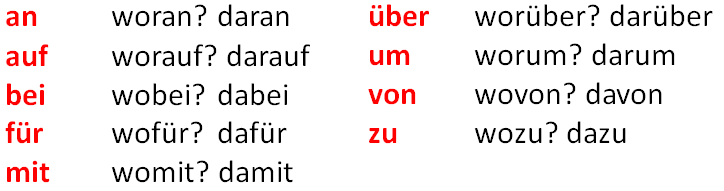 an woran? daran
auf worauf? darauf
bei wobei? dabei
für wofür? dafür
mit womit? damit
über worüber? darüber
um worum? darum
von wovon? davon
zu wozu? dazu